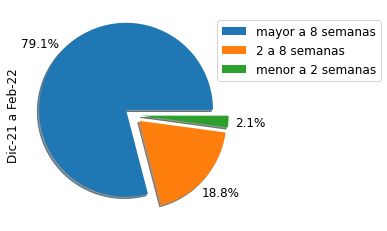 79.1%
mayor a 8 semanas
2 a 8 semanas
menor a 2 semanas
Dic-21 a Feb-22
2.1%
18.8%